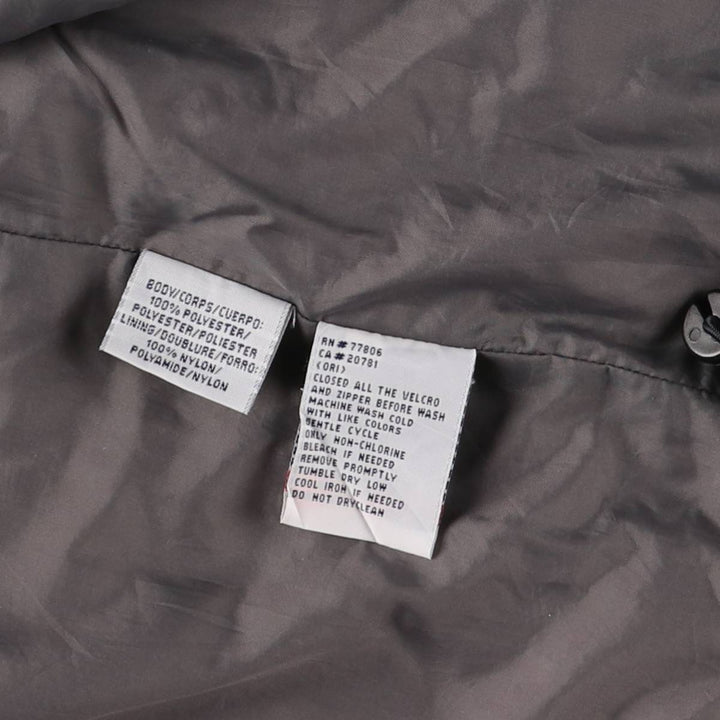 BODY/CORPS/CUERPO:
100% POLYESTER/
POLYESTER/POLIESTER
LINING/DOUBLURE/FORRO:
100% NYLON/
POLYAMIDE/NYLON
RN#77806
CA#20781
(ORI)
CLOSED ALL THE VELCRO
AND ZIPPER BEFORE WASH
MACHINE WASH COLD
WITH LIKE COLORS
GENTLE CYCLE
ONLY NON-CHLORINE
BLEACH IF NEEDED
REMOVE PROMPTLY
TUMBLE DRY LOW
COOL IRON IF NEEDED
DO NOT DRYCLEAN